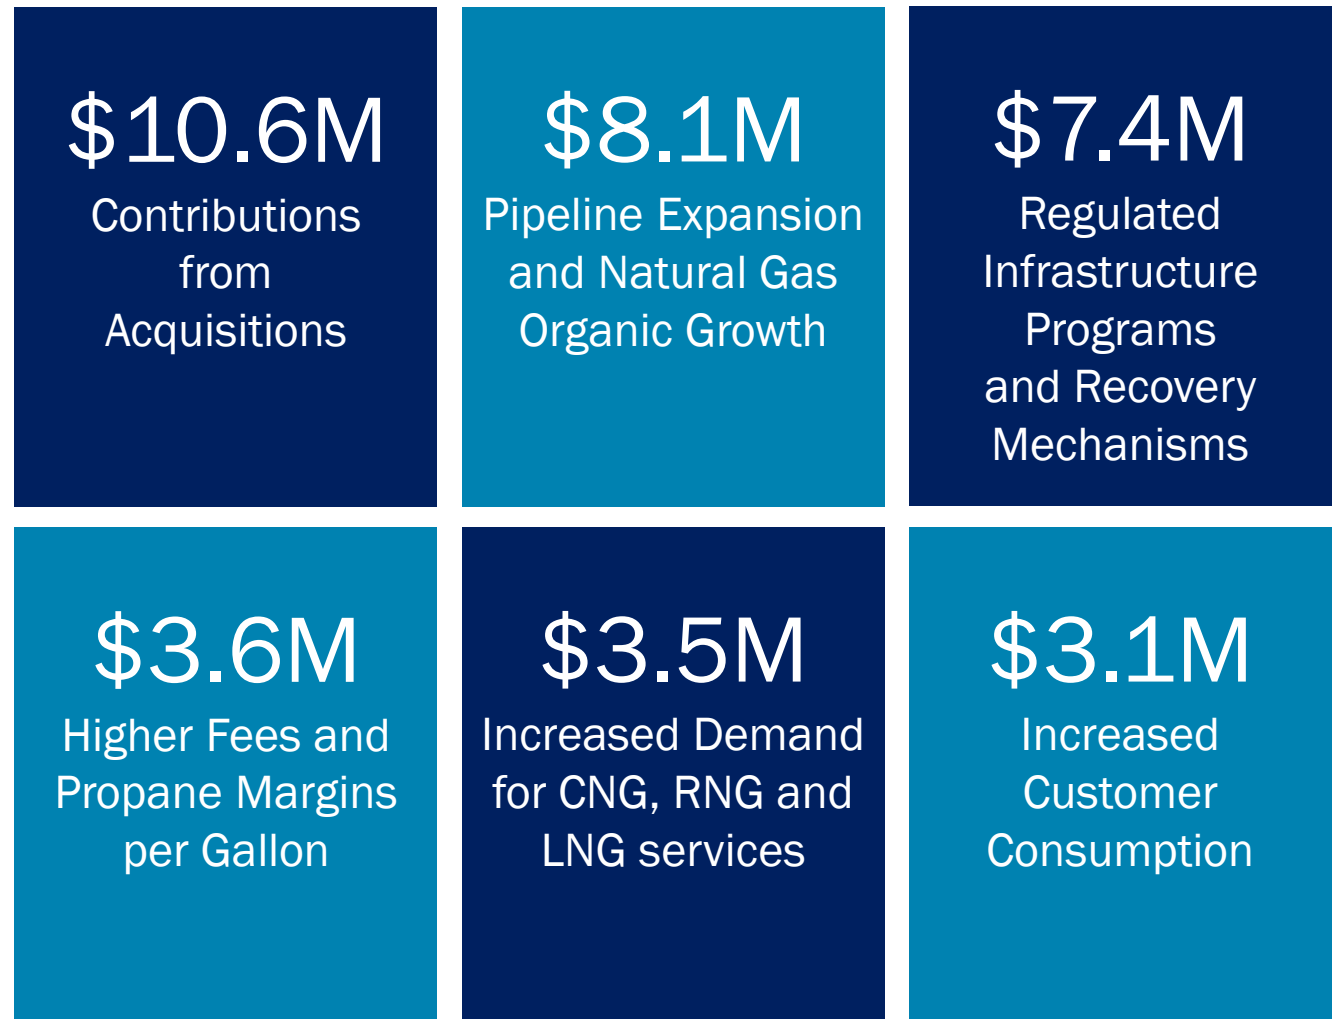 $10.6M
Contributions
from
Acquisitions
$8.1M
Pipeline Expansion
and Natural Gas
Organic Growth
$7.4M
Regulated
Infrastructure
Programs
and Recovery
Mechanisms
$3.6M
Higher Fees and
Propane Margins
per Gallon
$3.5M
Increased Demand
for CNG, RNG and
LNG services
$3.1M
Increased
Customer
Consumption